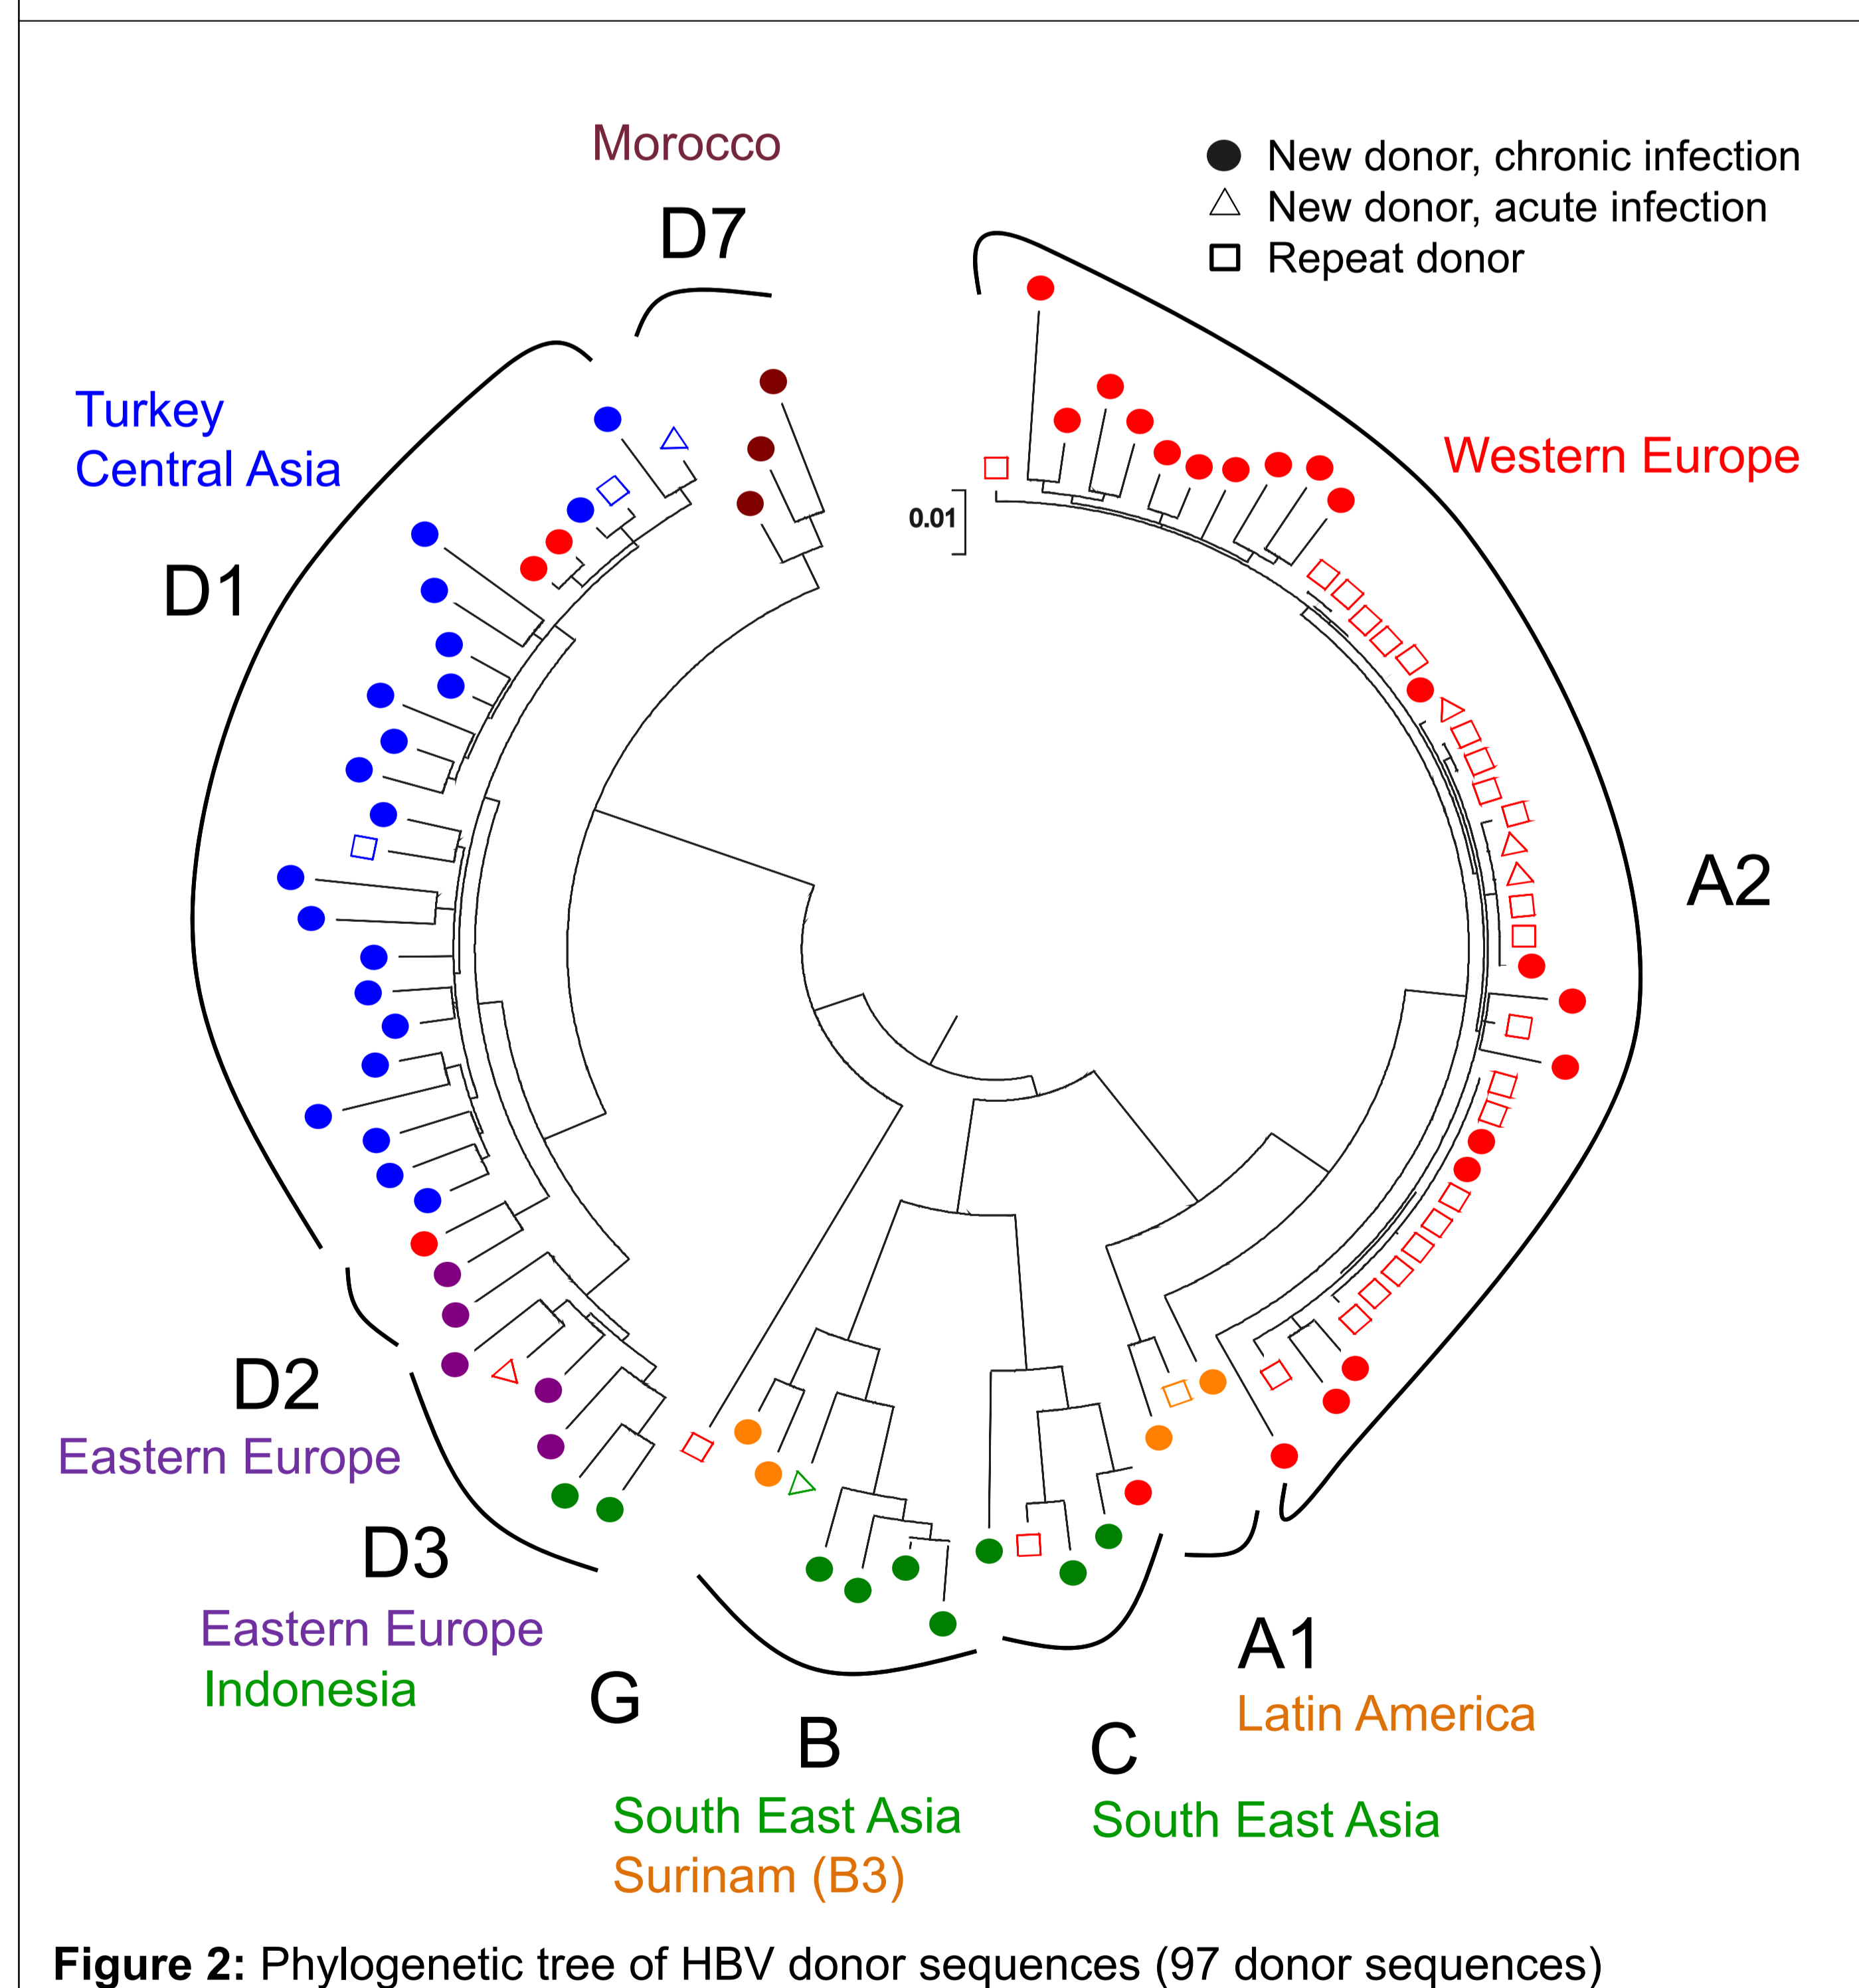 Morocco
D7
New donor, chronic infection
New donor, acute infection
Repeat donor
Turkey
Central Asia
Western Europe
0.01
D1
A2
D2
Eastern Europe
D3
Eastern Europe
Indonesia
G
B
South East Asia
Surinam (B3)
C
South East Asia
A1
Latin America
Figure 2: Phylogenetic tree of HBV donor sequences (97 donor sequences)